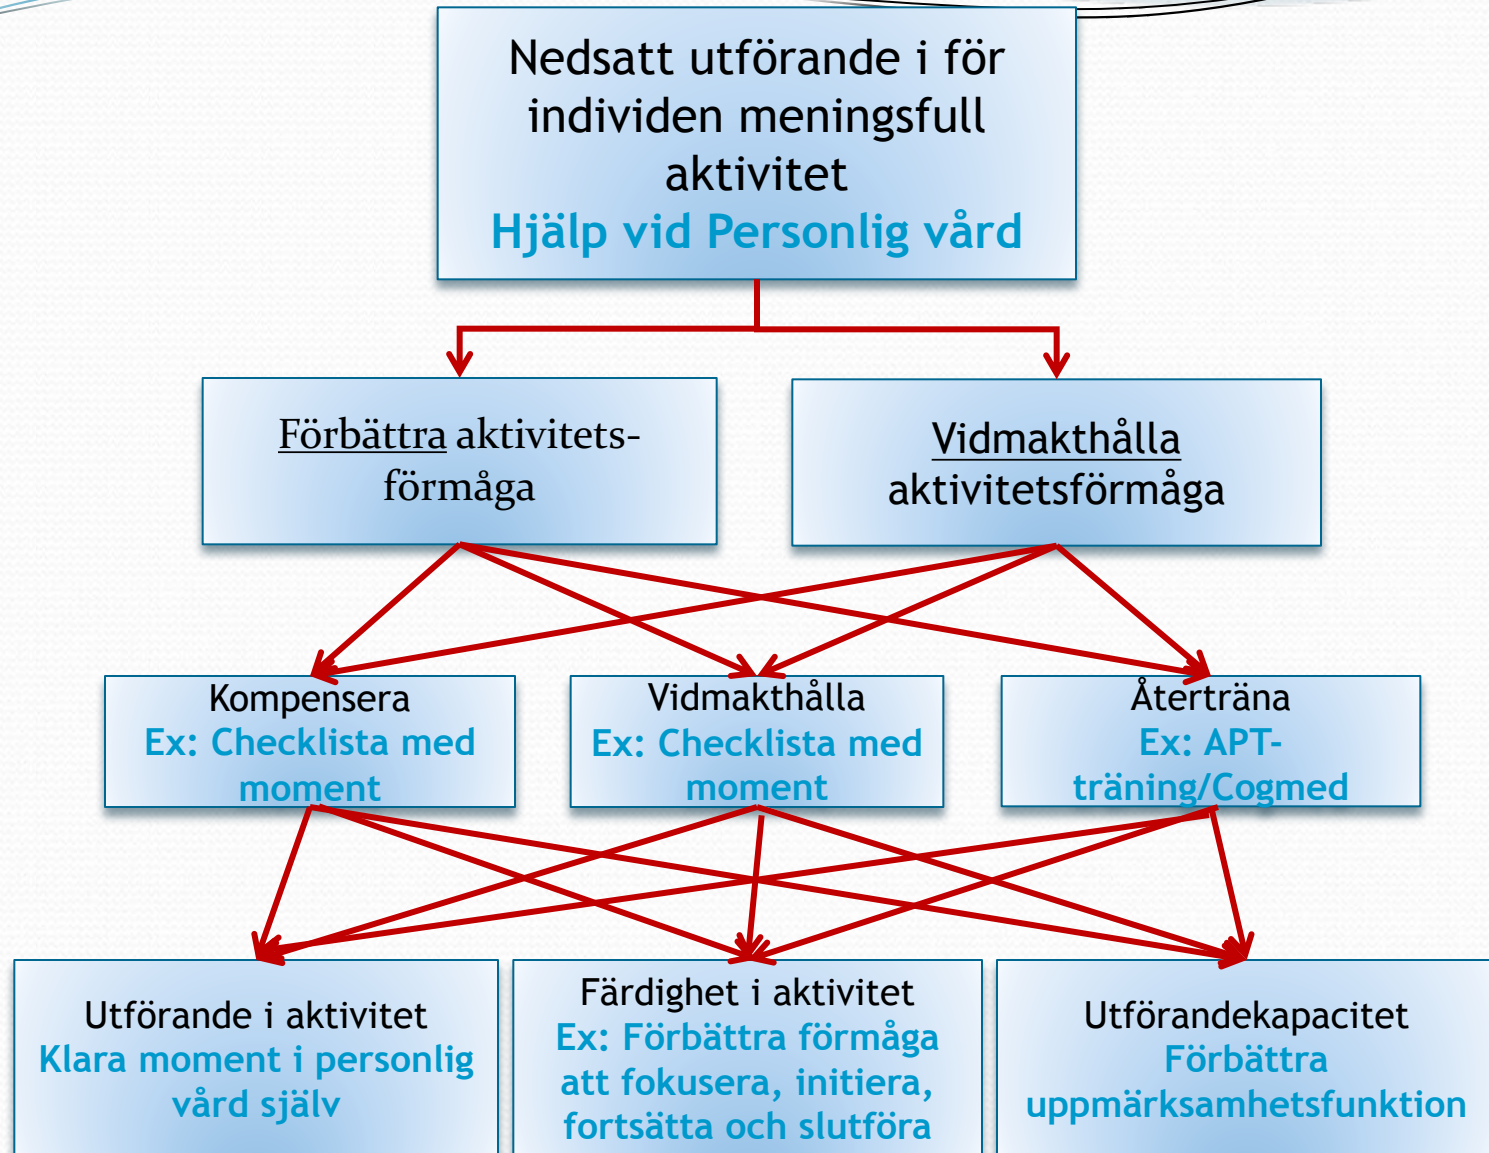 Nedsatt utförande i för
individen meningsfull
aktivitet
Hjälp vid Personlig vård
Förbättra aktivitets-
förmåga
Vidmakthålla
aktivitetsförmåga
Kompensera
Ex: Checklista med
moment
Vidmakthålla
Ex: Checklista med
moment
Återträna
Ex: APT-
träning/Cogmed
Utförande i aktivitet
Klara moment i personlig
vård själv
Färdighet i aktivitet
Ex: Förbättra förmåga
att fokusera, initiera,
fortsätta och slutföra
Utförandekapacitet
Förbättra
uppmärksamhetsfunktion